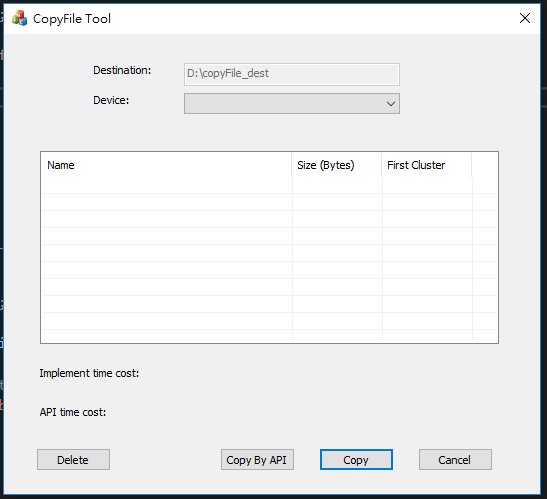 CopyFile Tool
Destination: D:\copyFile_dest
Device:
Name Size (Bytes) First Cluster
Implement time cost:
API time cost:
Delete Copy By API Copy Cancel